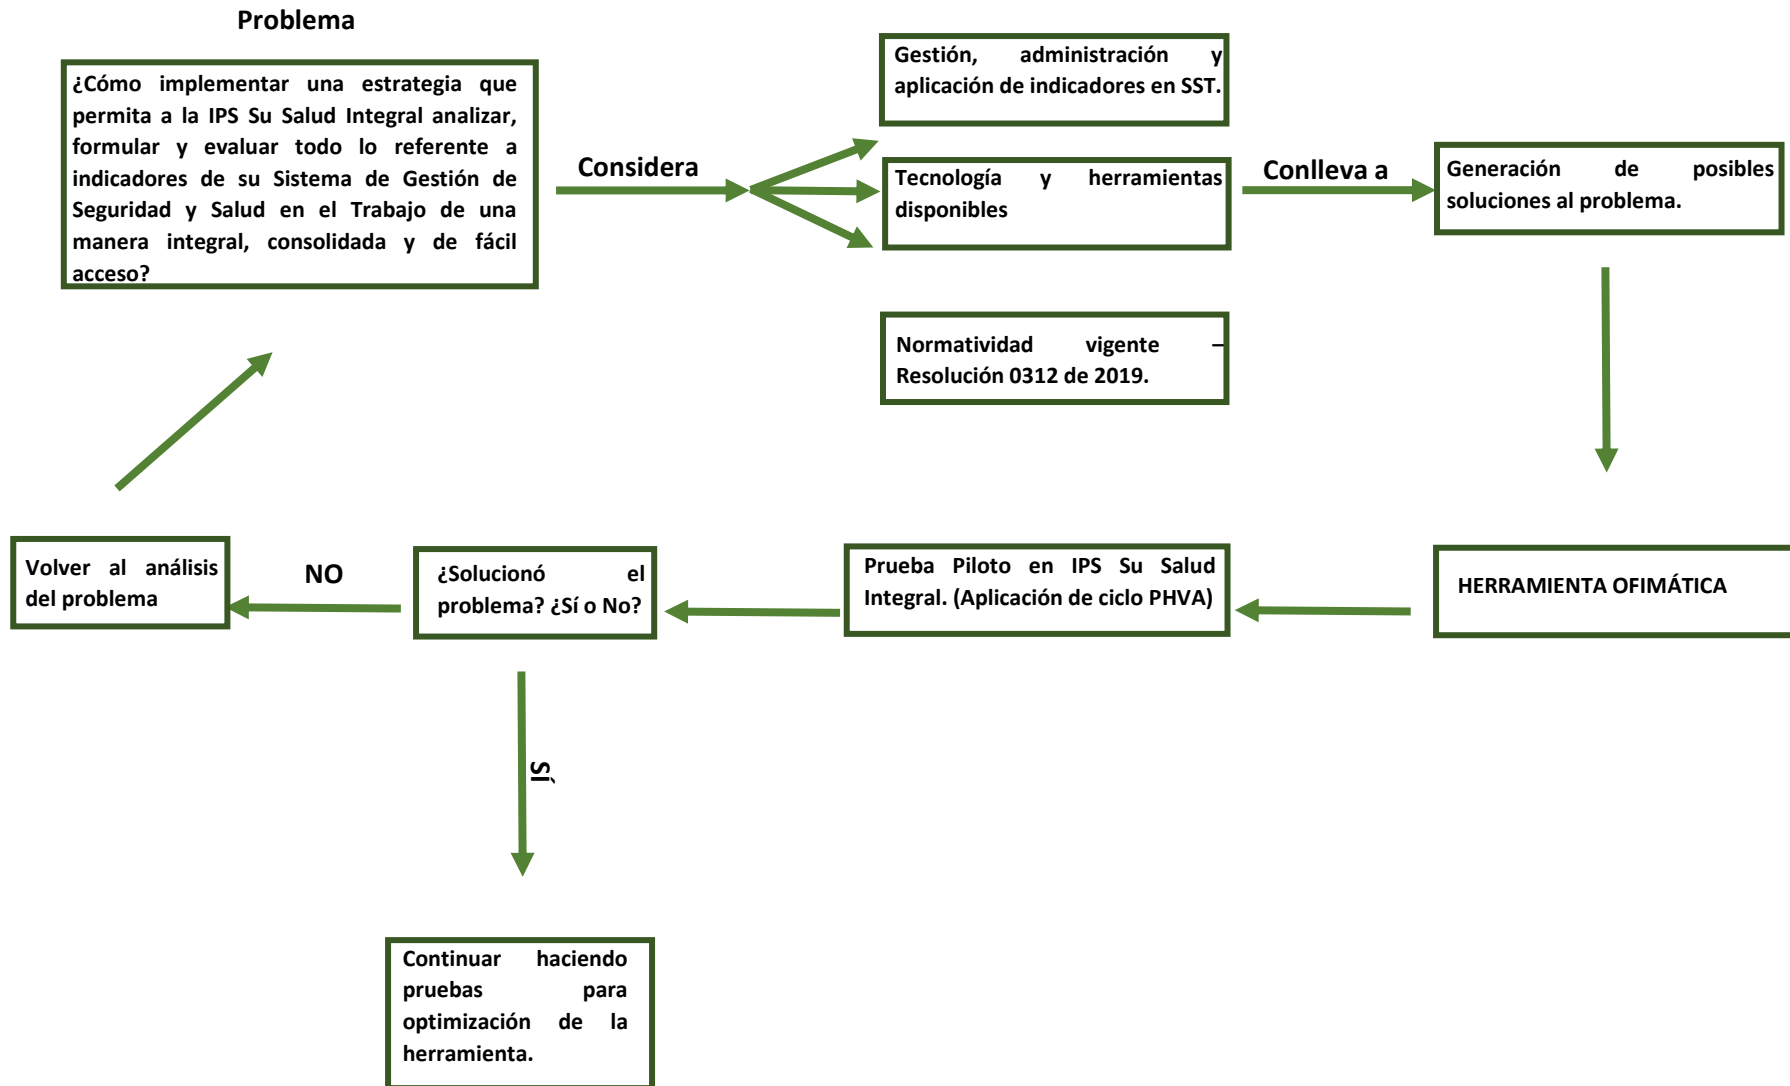 Problema
¿Cómo implementar una estrategia que
permita a la IPS Su Salud Integral analizar,
formular y evaluar todo lo referente a
indicadores de su Sistema de Gestión de
Seguridad y Salud en el Trabajo de una
manera integral, consolidada y de fácil
acceso?
Considera
Gestión, administración y
aplicación de indicadores en SST.
Tecnología y herramientas
disponibles
Normatividad vigente –
Resolución 0312 de 2019.
Conlleva a
Generación de posibles
soluciones al problema.
HERRAMIENTA OFIMÁTICA
Prueba Piloto en IPS Su Salud
Integral. (Aplicación de ciclo PHVA)
¿Solucionó el
problema? ¿Sí o No?
NO
Volver al análisis
del problema
SÍ
Continuar haciendo
pruebas para
optimización de la
herramienta.